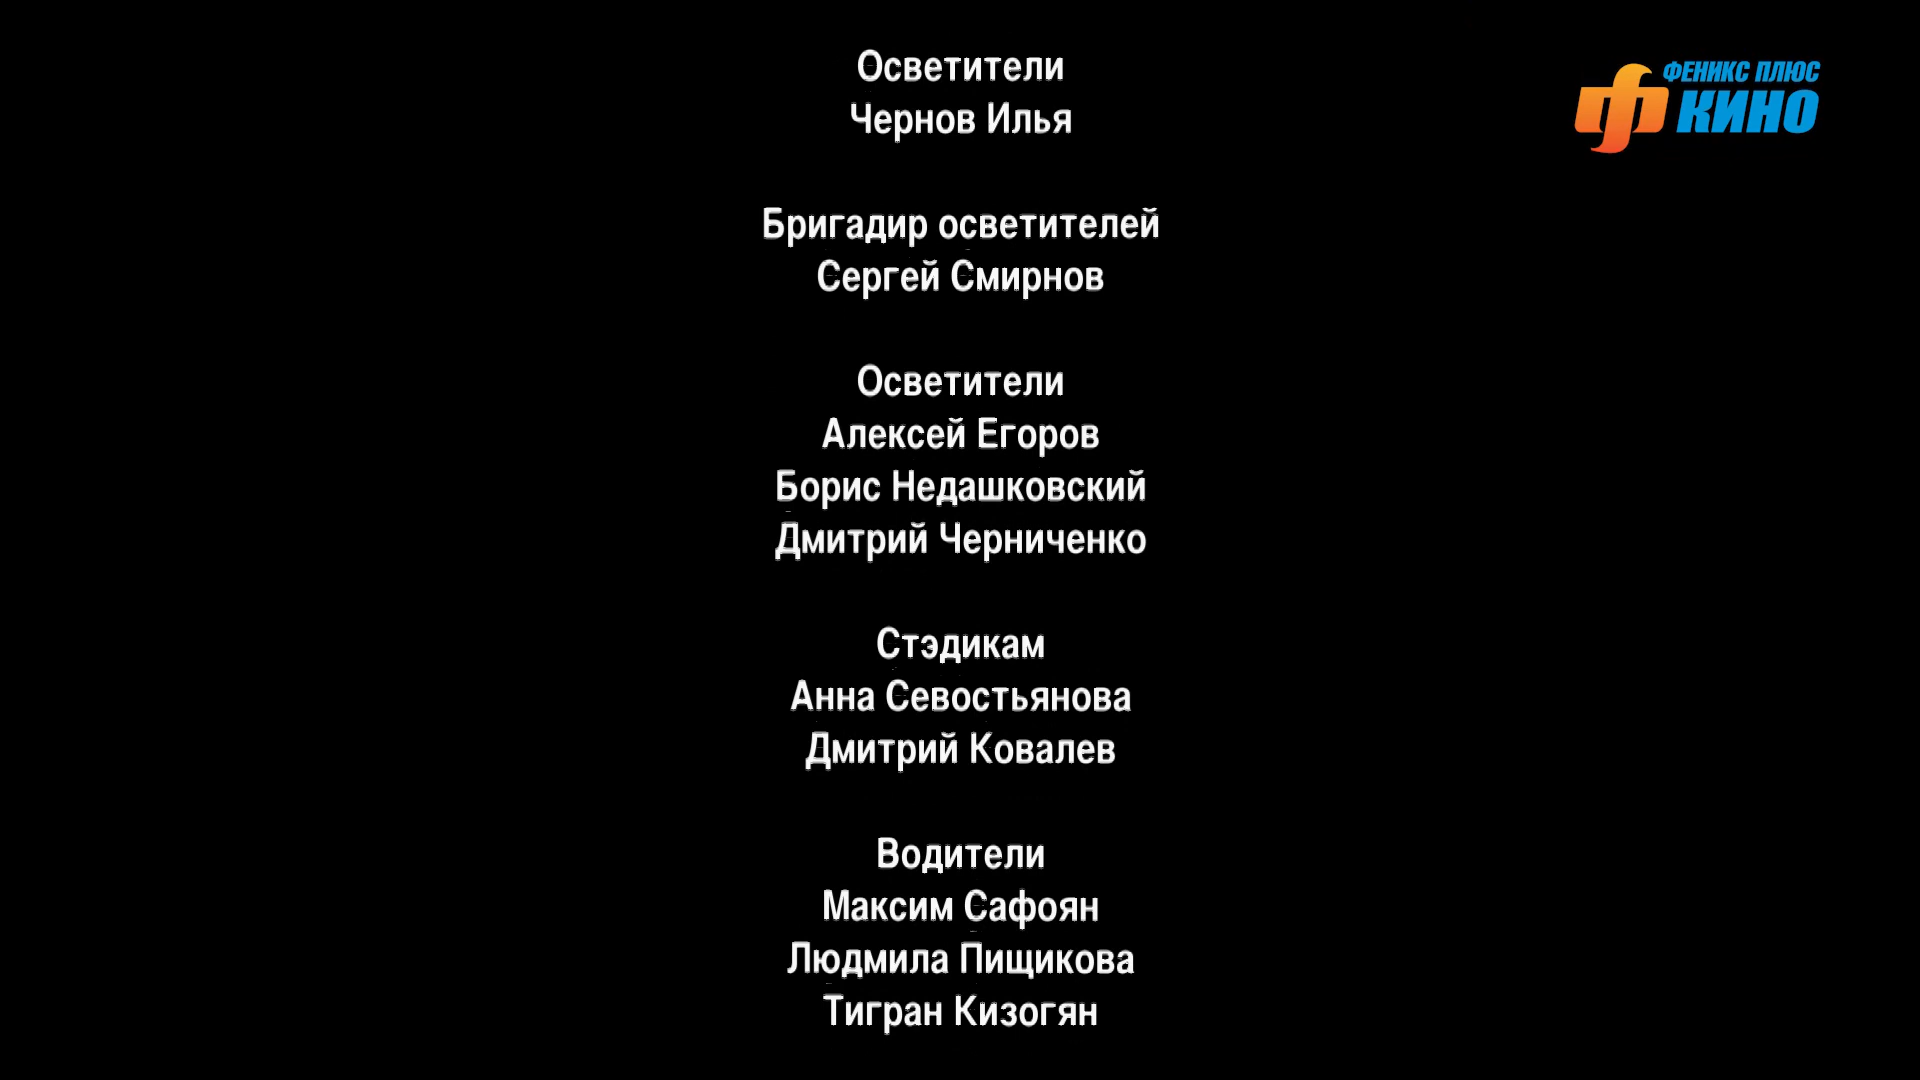 Осветители
Чернов Илья
ФЕНИКС ПЛЮС
КИНО
Бригадир осветителей
Сергей Смирнов
Осветители
Алексей Егоров
Борис Недашковский
Дмитрий Черниченко
Стэдикам
Анна Севостьянова
Дмитрий Ковалев
Водители
Максим Сафоян
Людмила Пищикова
Тигран Кизогян